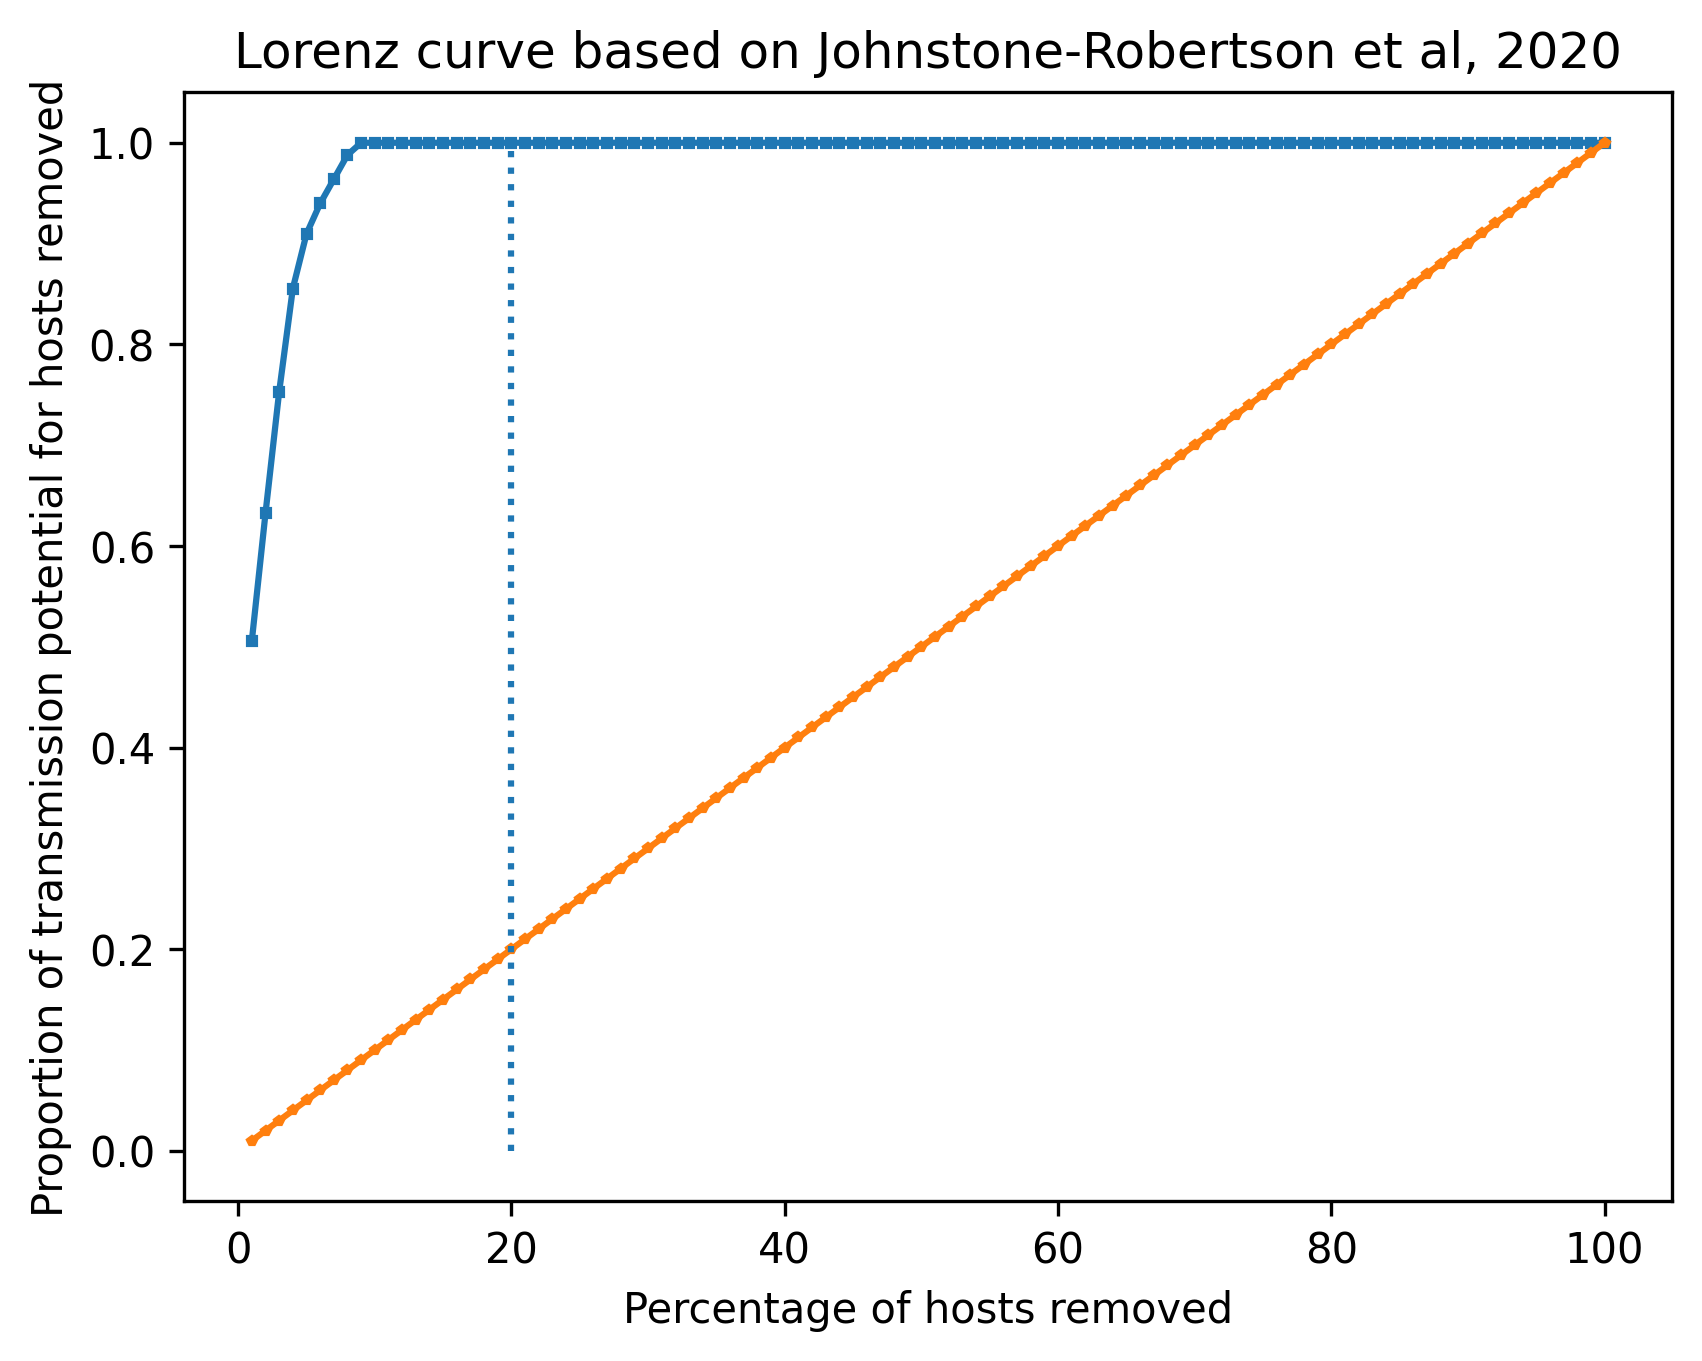 Lorenz curve based on Johnstone-Robertson et al, 2020
Proportion of transmission potential for hosts removed
1.0
0.8
0.6
0.4
0.2
0.0
0 20 40 60 80 100
Percentage of hosts removed